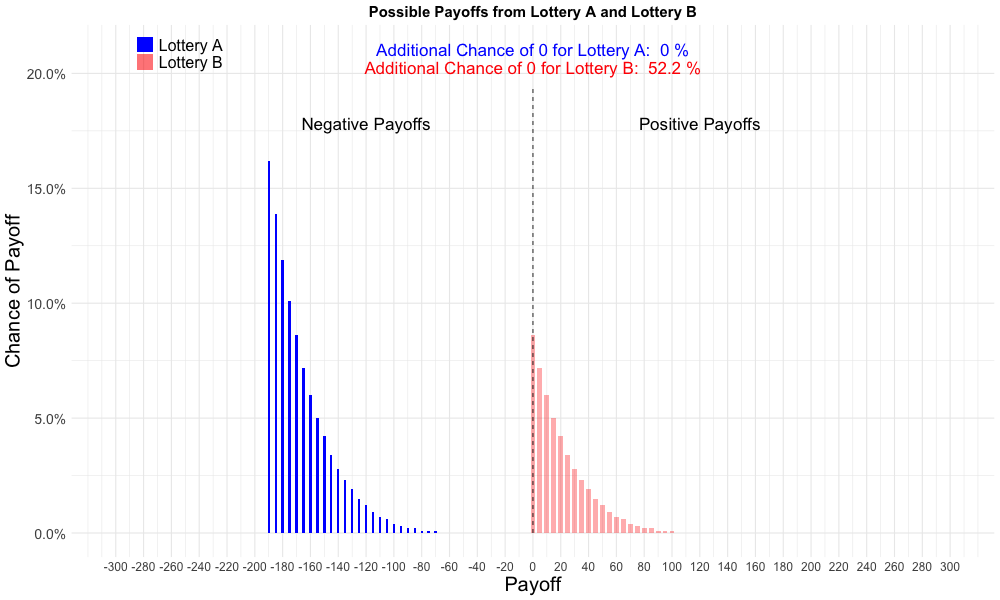 Possible Payoffs from Lottery A and Lottery B
Lottery A
Lottery B
Additional Chance of 0 for Lottery A:  0 %
Additional Chance of 0 for Lottery B:  52.2 %
Negative Payoffs
Positive Payoffs
Chance of Payoff
20.0%
15.0%
10.0%
5.0%
0.0%
-300 -280 -260 -240 -220 -200 -180 -160 -140 -120 -100 -80 -60 -40 -20 0 20 40 60 80 100 120 140 160 180 200 220 240 260 280 300
Payoff